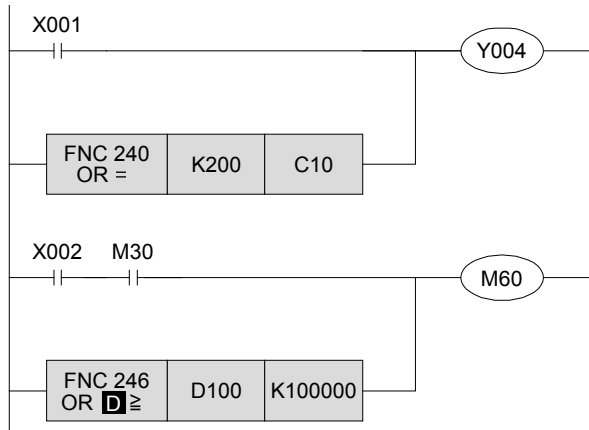 X001
Y004
FNC 240
OR =
K200
C10
X002 M30
M60
FNC 246
OR D ≧
D100
K100000